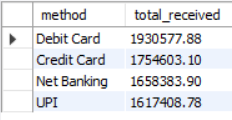 method total_received
Debit Card 1930577.88
Credit Card 1754603.10
Net Banking 1658383.90
UPI 1617408.78